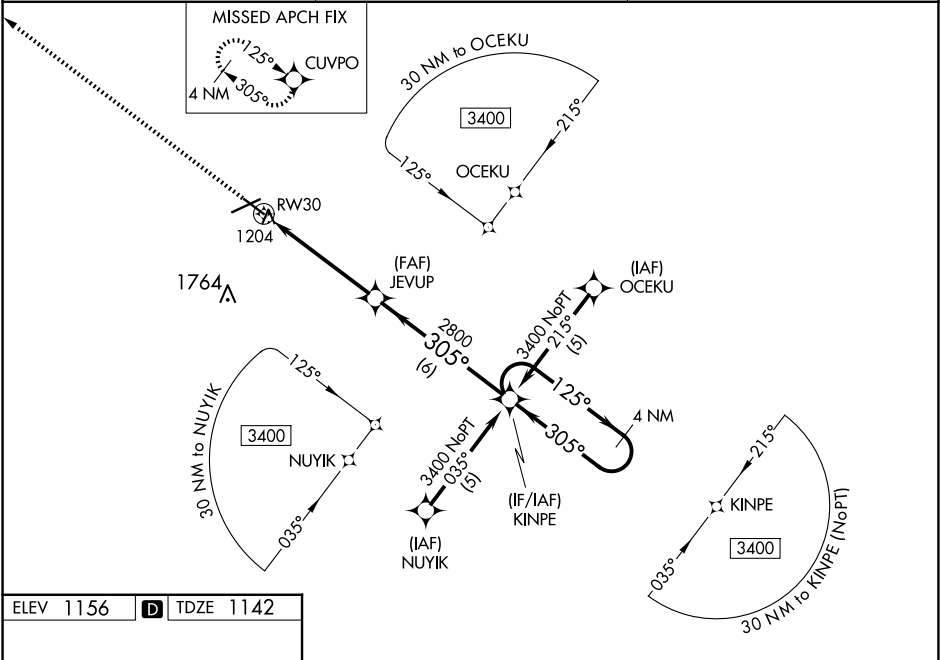 MISSED APCH FIX
125°
CUVPO
4 NM
305°
30 NM to OCEKU
3400
215°
125°
OCEKU
RW30
1204
(FAF)
JEVUP
1764
(IAF)
OCEKU
3400 NoPT
215°
(5)
2800
305°
(6)
125°
4 NM
305°
125°
30 NM to NUYIK
3400
NUYIK
035°
3400 NoPT
035°
(5)
(IF/IAF)
KINPE
(IAF)
NUYIK
215°
KINPE
3400
035°
30 NM to KINPE (NoPT)
ELEV 1156 D TDZE 1142